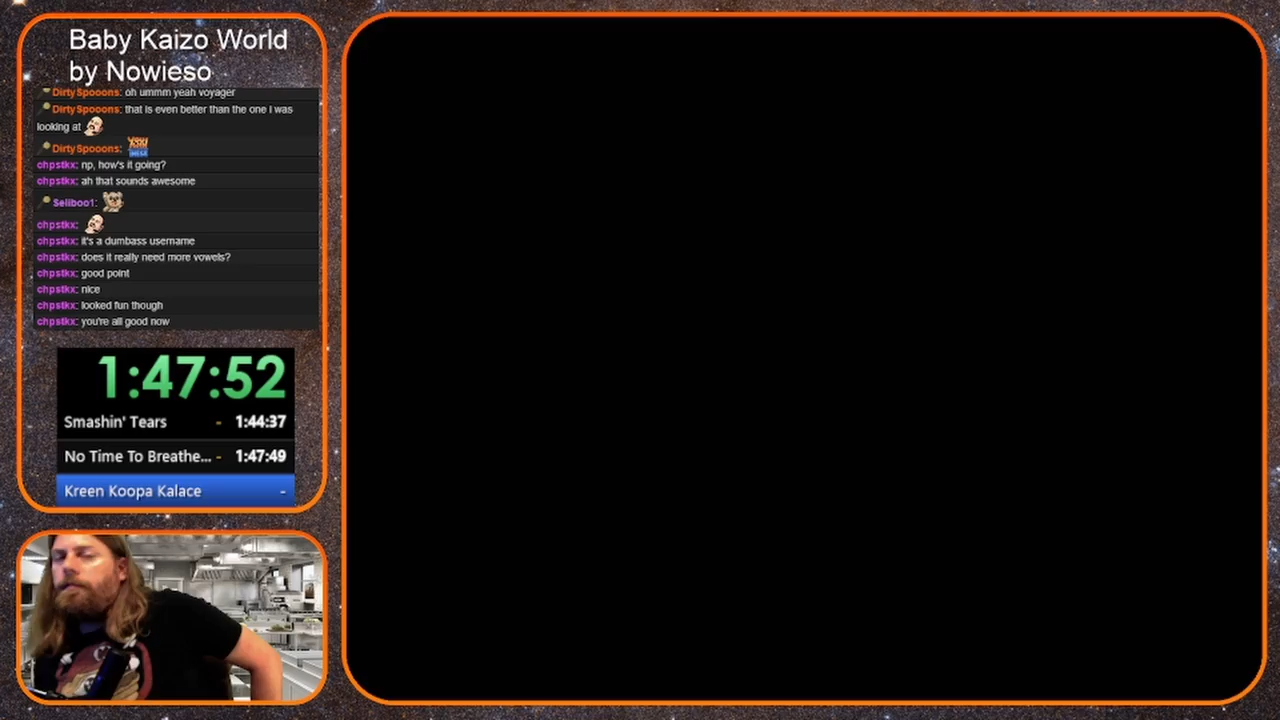 Baby Kaizo World
by Nowieso
DirtySpooons: oh ummm yeah voyager
DirtySpooons: that is even better than the one i was
looking at
DirtySpooons:
chpstkx: np, how's it going?
chpstkx: ah that sounds awesome
Seliboo1:
chpstkx:
chpstkx: it's a dumbass username
chpstkx: does it really need more vowels?
chpstkx: good point
chpstkx: nice
chpstkx: looked fun though
chpstkx: you're all good now
1:47:52
Smashin' Tears - 1:44:37
No Time To Breathe... - 1:47:49
Kreen Koopa Kalace -